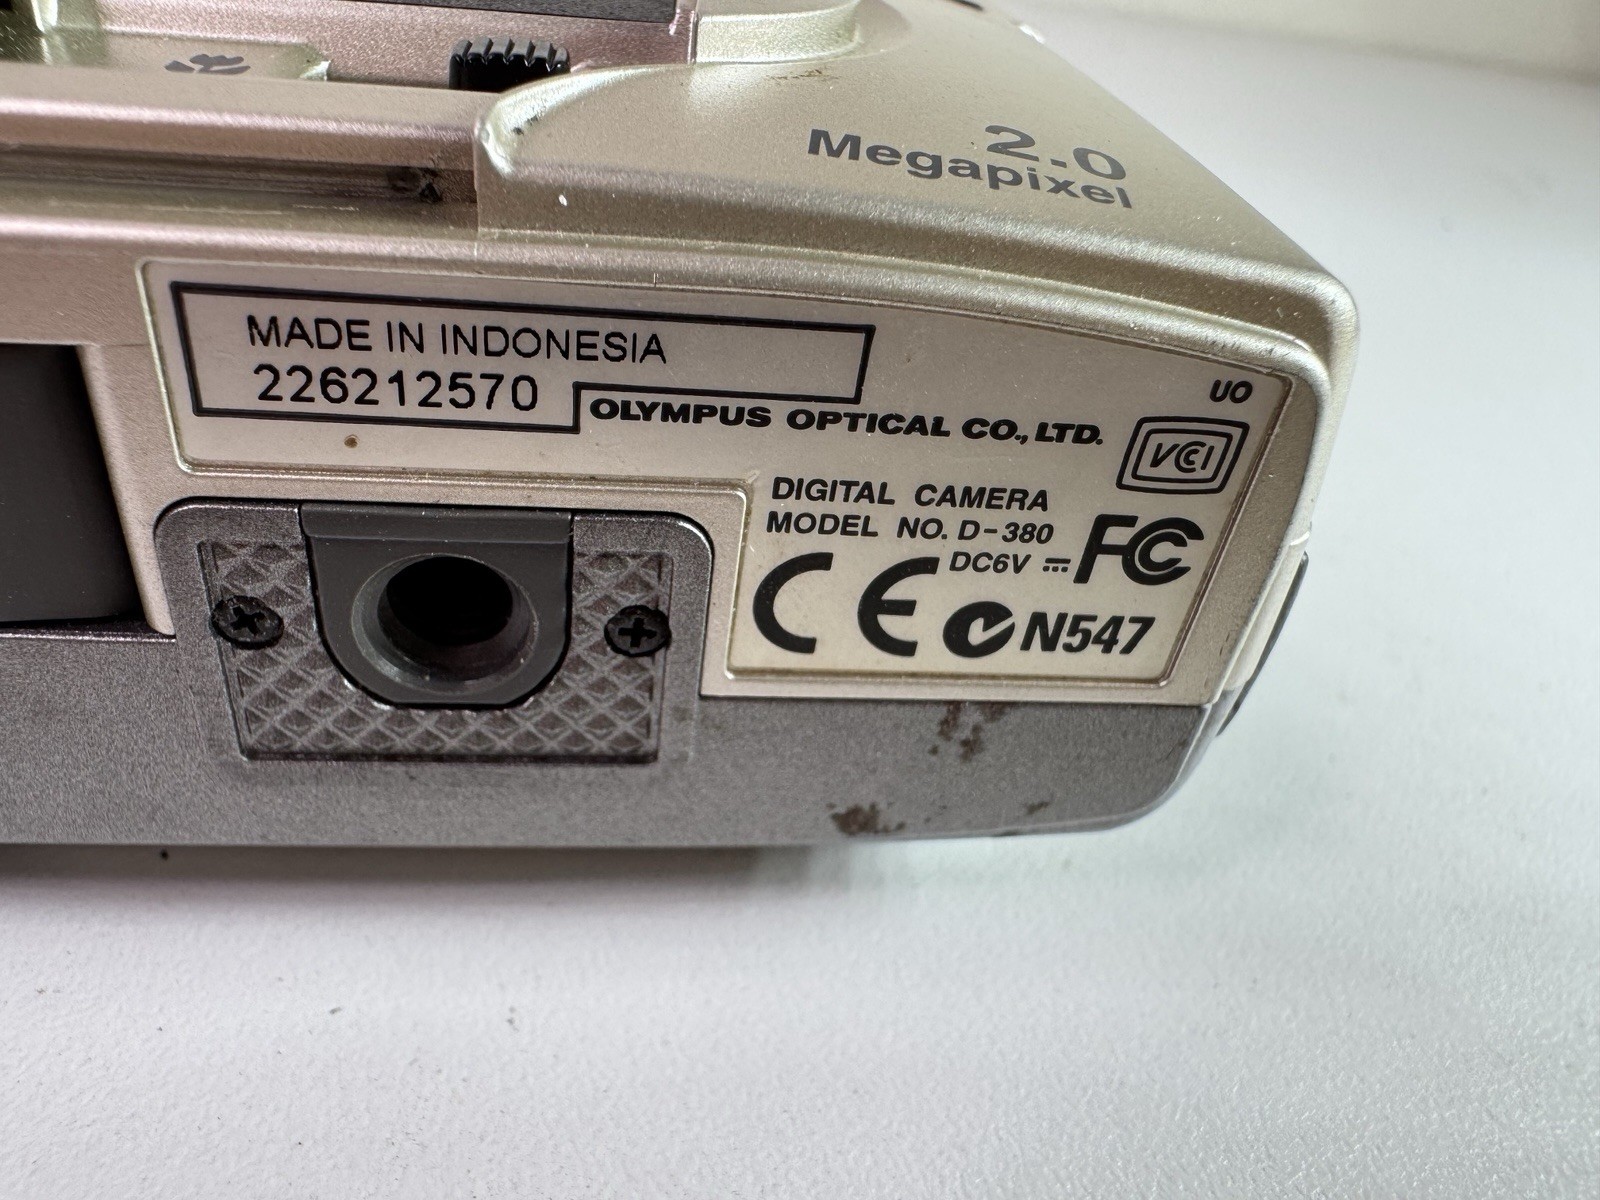 2.0
Megapixel
MADE IN INDONESIA
226212570
OLYMPUS OPTICAL CO., LTD.
UO
VCCI
DIGITAL CAMERA
MODEL NO. D-380
DC6V ⎓
FC
CE N547